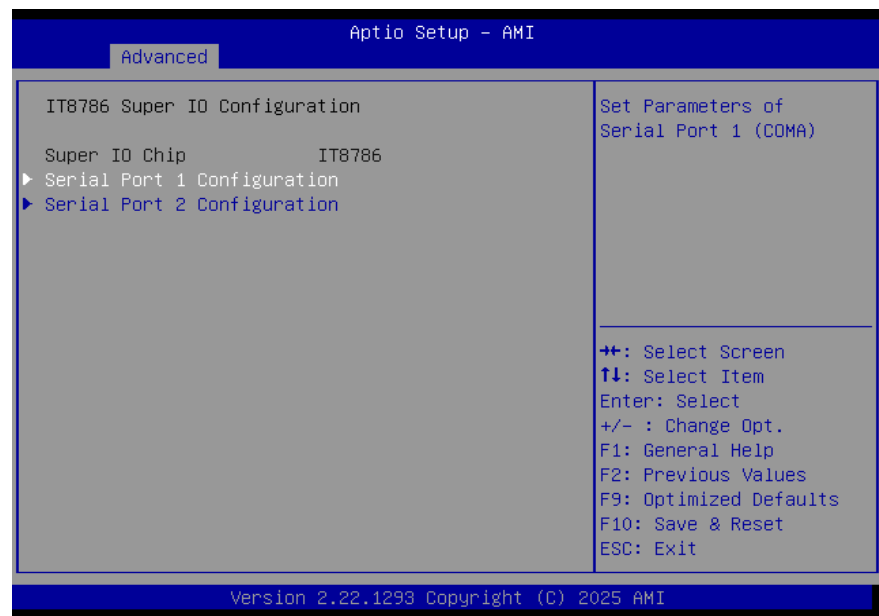 Aptio Setup – AMI
Advanced
IT8786 Super IO Configuration
Super IO Chip IT8786
▶ Serial Port 1 Configuration
▶ Serial Port 2 Configuration
Set Parameters of
Serial Port 1 (COMA)
→←: Select Screen
↑↓: Select Item
Enter: Select
+/- : Change Opt.
F1: General Help
F2: Previous Values
F9: Optimized Defaults
F10: Save & Reset
ESC: Exit
Version 2.22.1293 Copyright (C) 2025 AMI